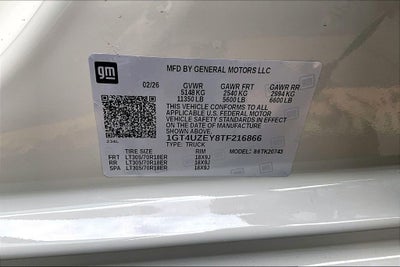 gm
MFD BY GENERAL MOTORS LLC
02/26 GVWR GAWR FRT GAWR RR
5148 KG 2540 KG 2994 KG
11350 LB 5600 LB 6600 LB
THIS VEHICLE CONFORMS TO ALL
APPLICABLE U.S. FEDERAL MOTOR
VEHICLE SAFETY STANDARDS IN EFFECT
ON THE DATE OF MANUFACTURE
SHOWN ABOVE.
1GT4UZEY8TF216866
TYPE: TRUCK MODEL: 86TK20743
234L
TIRE SIZE RIM
FRT LT305/70R18ER 18X9J
RR LT305/70R18ER 18X9J
SPA LT305/70R18ER 18X9J